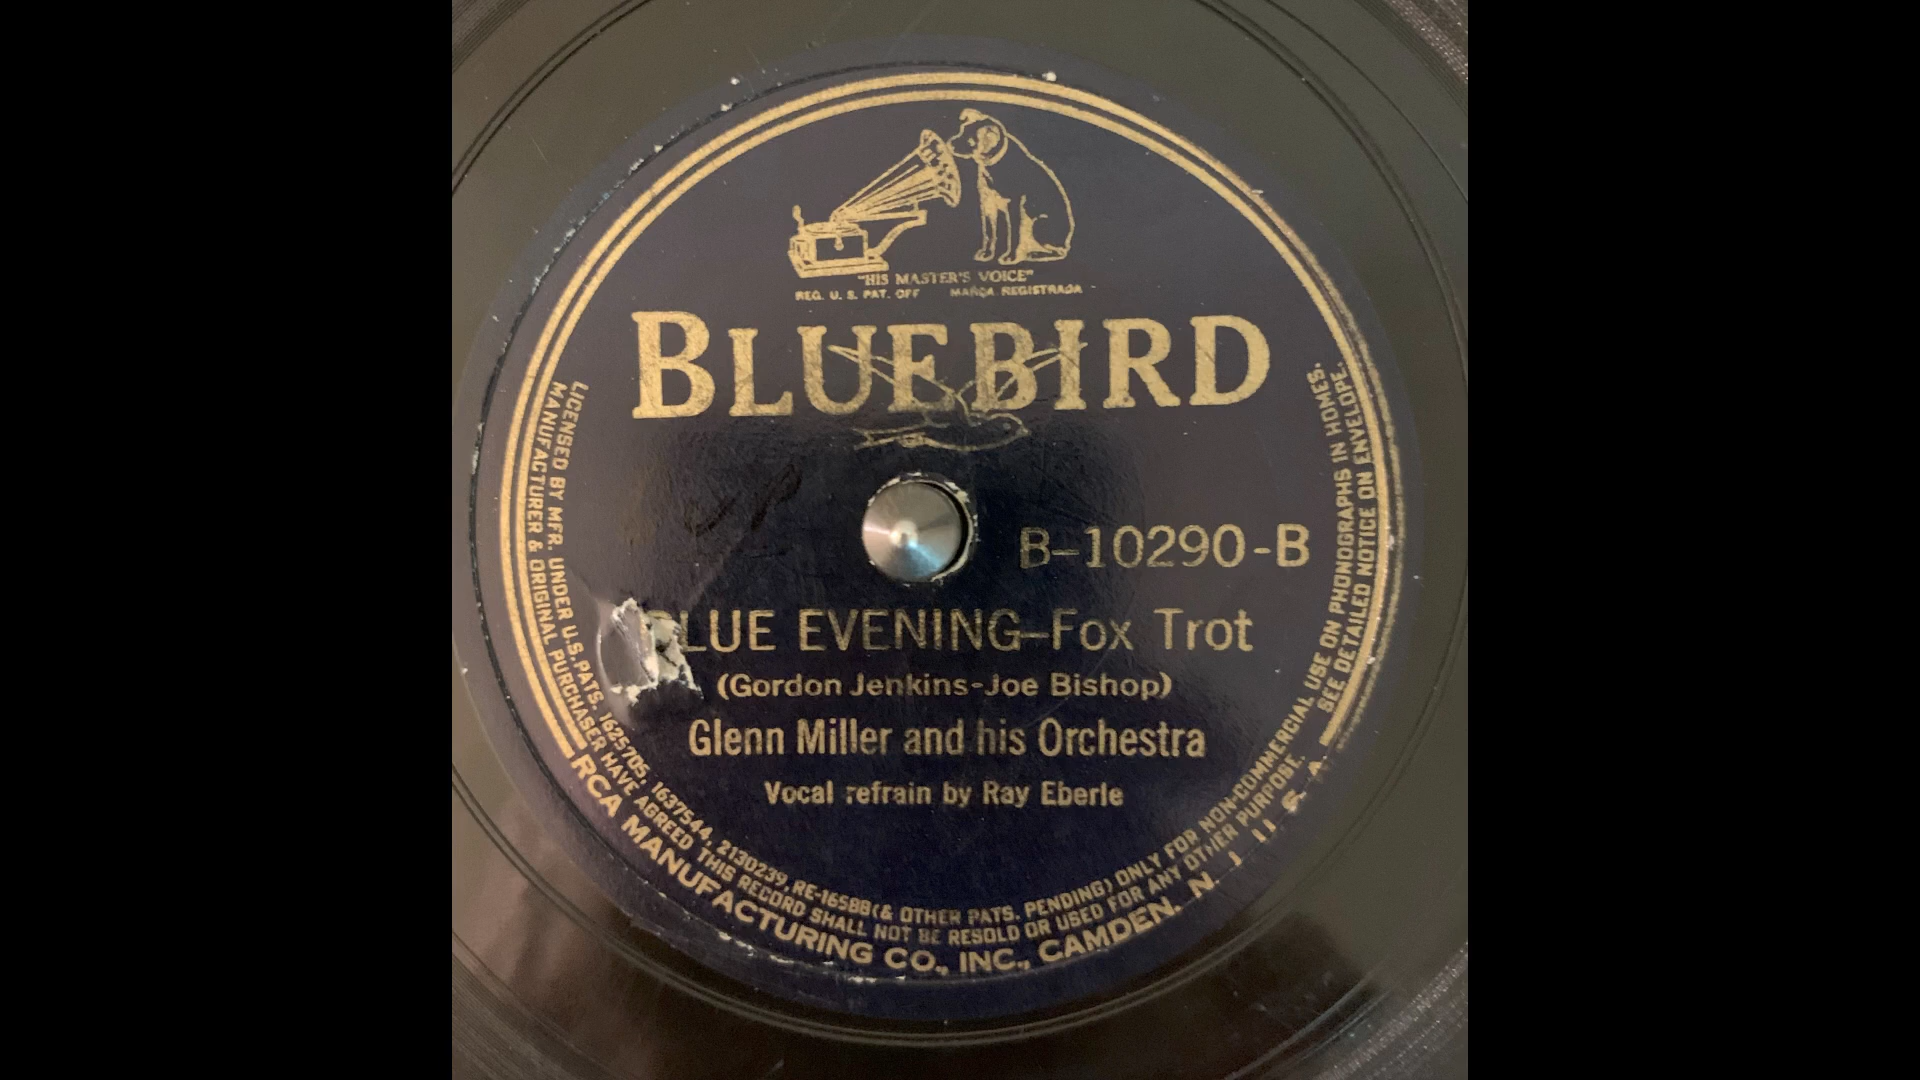 "HIS MASTER'S VOICE"
REG. U. S. PAT. OFF MARCA REGISTRADA
BLUEBIRD
B-10290-B
LUE EVENING-Fox Trot
(Gordon Jenkins-Joe Bishop)
Glenn Miller and his Orchestra
Vocal refrain by Ray Eberle
LICENSED BY MFR. UNDER U.S. PATS. 1625705, 1637544, 2130239, RE-16588 (& OTHER PATS. PENDING) ONLY FOR NON-COMMERCIAL USE ON PHONOGRAPHS IN HOMES.
MANUFACTURER & ORIGINAL PURCHASER HAVE AGREED THIS RECORD SHALL NOT BE RESOLD OR USED FOR ANY OTHER PURPOSE. SEE DETAILED NOTICE ON ENVELOPE.
RCA MANUFACTURING CO., INC., CAMDEN, N. J. U. S. A.